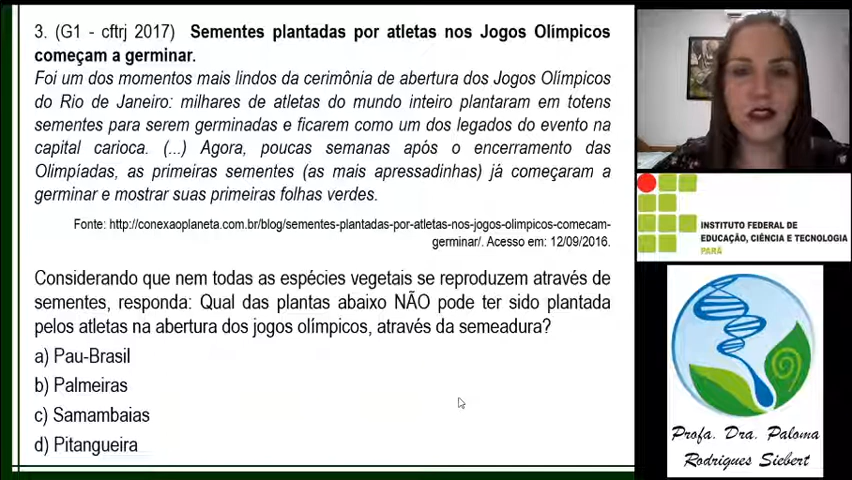 3. (G1 - cftrj 2017) Sementes plantadas por atletas nos Jogos Olímpicos
começam a germinar.
Foi um dos momentos mais lindos da cerimônia de abertura dos Jogos Olímpicos
do Rio de Janeiro: milhares de atletas do mundo inteiro plantaram em totens
sementes para serem germinadas e ficarem como um dos legados do evento na
capital carioca. (...) Agora, poucas semanas após o encerramento das
Olimpíadas, as primeiras sementes (as mais apressadinhas) já começaram a
germinar e mostrar suas primeiras folhas verdes.
Fonte: http://conexaoplaneta.com.br/blog/sementes-plantadas-por-atletas-nos-jogos-olimpicos-comecam-
germinar/. Acesso em: 12/09/2016.
Considerando que nem todas as espécies vegetais se reproduzem através de
sementes, responda: Qual das plantas abaixo NÃO pode ter sido plantada
pelos atletas na abertura dos jogos olímpicos, através da semeadura?
a) Pau-Brasil
b) Palmeiras
c) Samambaias
d) Pitangueira
INSTITUTO FEDERAL DE
EDUCAÇÃO, CIÊNCIA E TECNOLOGIA
PARÁ
Profa. Dra. Paloma
Rodrigues Siebert